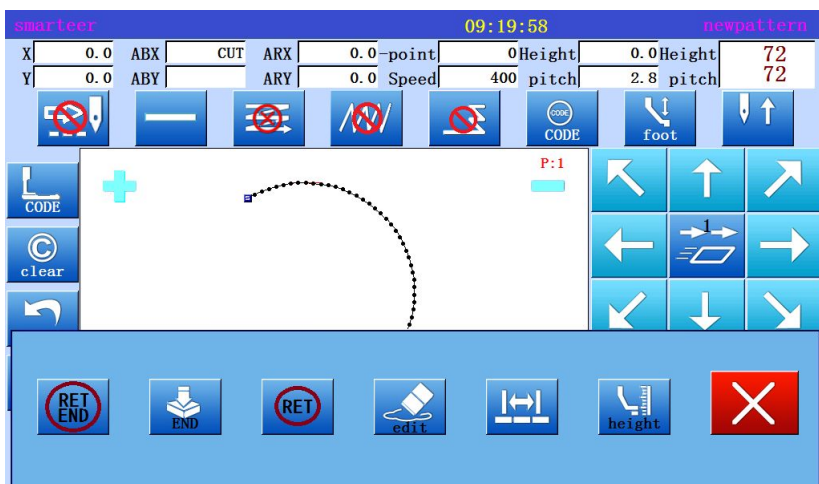 smarteer 09:19:58 newpattern
X 0.0 ABX CUT ARX 0.0 -point 0 Height 0.0 Height 72
Y 0.0 ABY ARY 0.0 Speed 400 pitch 2.8 pitch 72
CODE
CODE foot
P:1
CODE
1
C
clear
RET
END
END
RET
edit
height